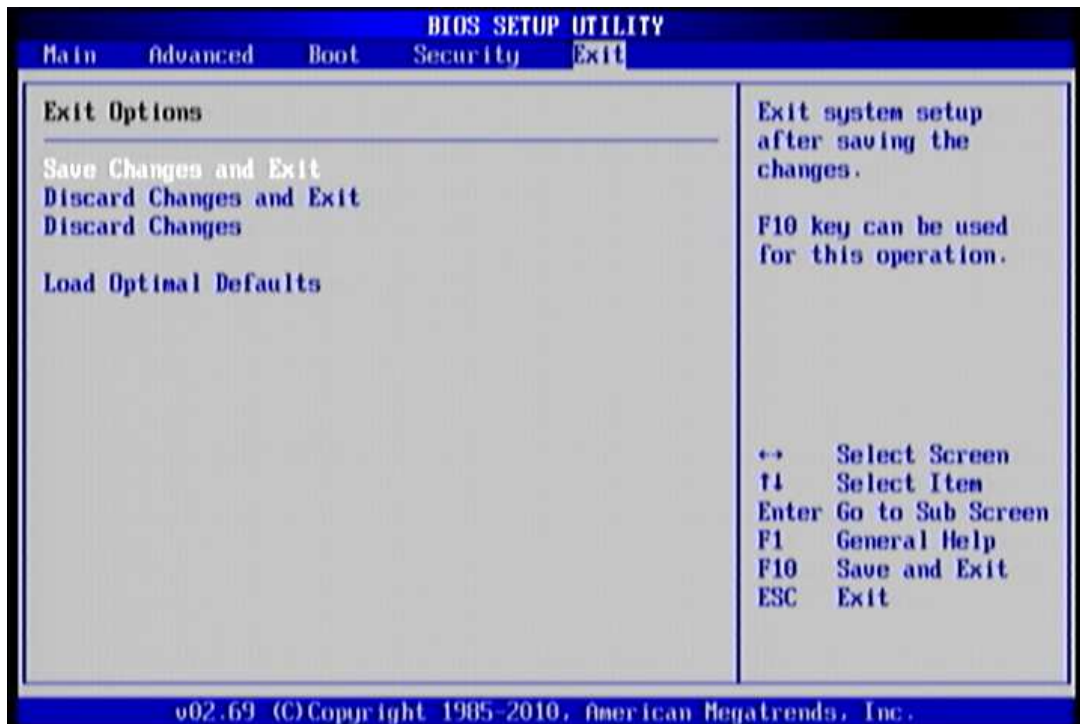 BIOS SETUP UTILITY
Main Advanced Boot Security Exit
Exit Options
Save Changes and Exit
Discard Changes and Exit
Discard Changes
Load Optimal Defaults
Exit system setup
after saving the
changes.
F10 key can be used
for this operation.
↔ Select Screen
↑↓ Select Item
Enter Go to Sub Screen
F1 General Help
F10 Save and Exit
ESC Exit
v02.69 (C)Copyright 1985-2010, American Megatrends, Inc.